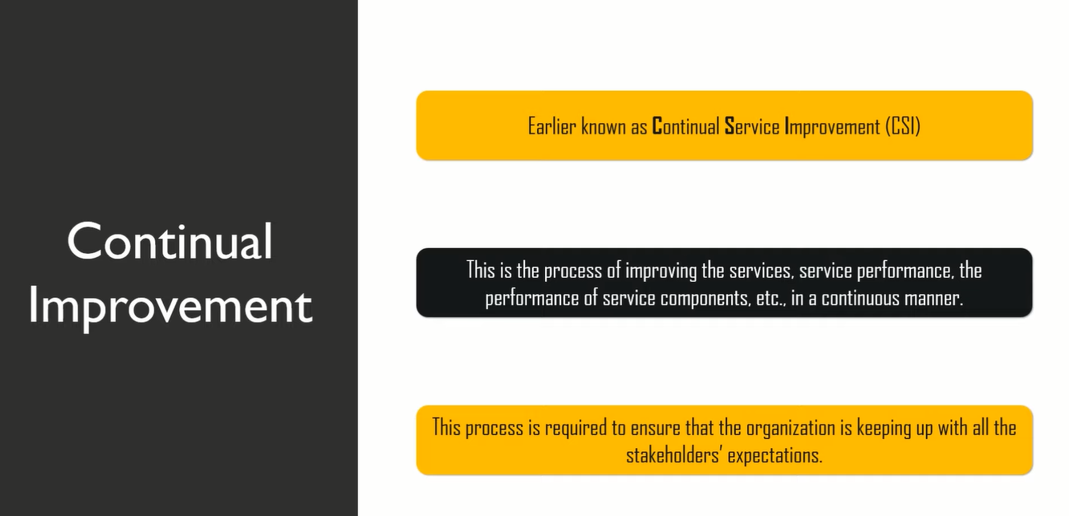 Continual
Improvement
Earlier known as Continual Service Improvement (CSI)
This is the process of improving the services, service performance, the
performance of service components, etc., in a continuous manner.
This process is required to ensure that the organization is keeping up with all the
stakeholders' expectations.